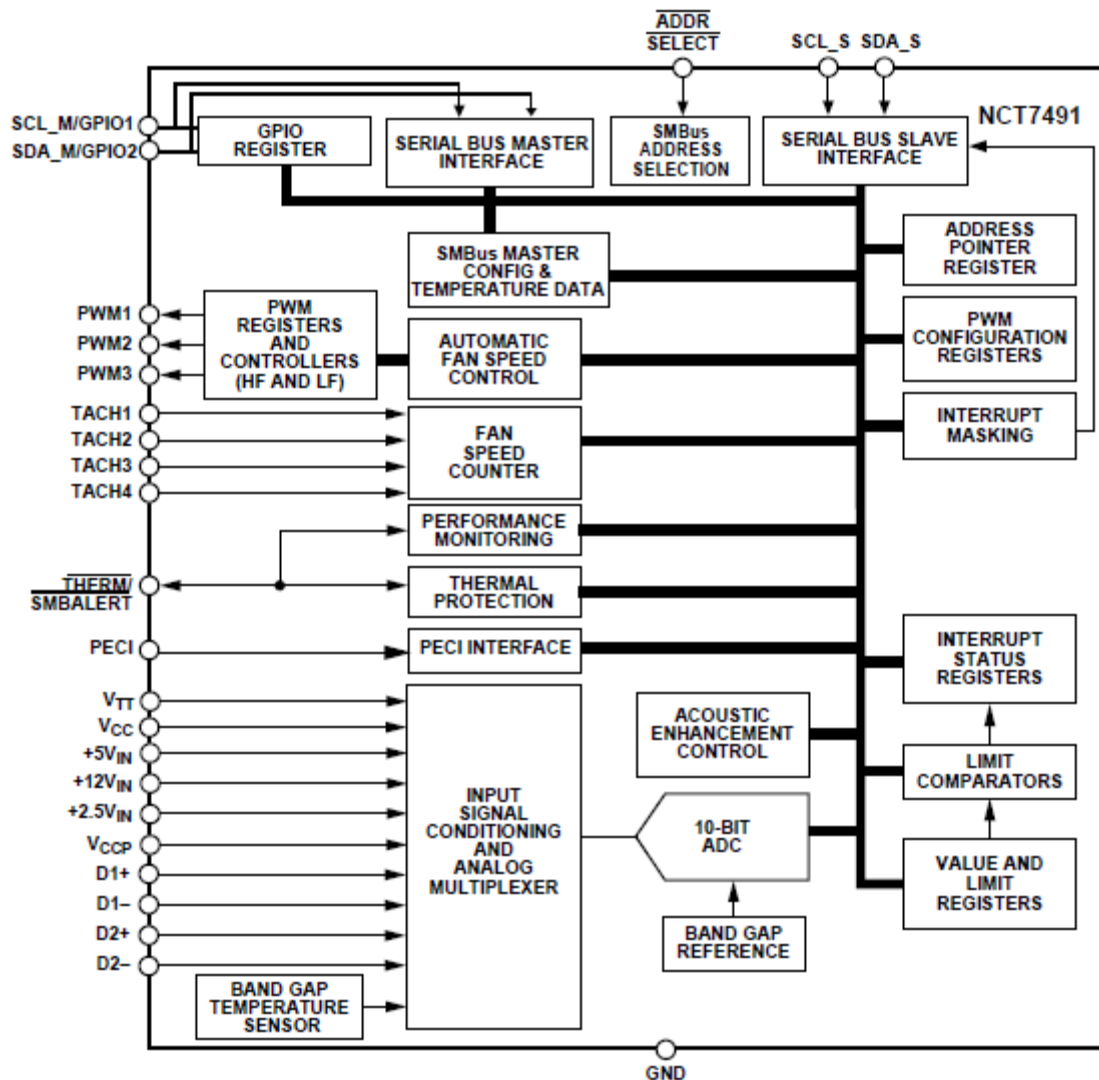 ADDR
SELECT
SCL_S SDA_S
SCL_M/GPIO1
SDA_M/GPIO2
GPIO
REGISTER
SERIAL BUS MASTER
INTERFACE
SMBus
ADDRESS
SELECTION
NCT7491
SERIAL BUS SLAVE
INTERFACE
SMBus MASTER
CONFIG &
TEMPERATURE DATA
ADDRESS
POINTER
REGISTER
PWM1
PWM2
PWM3
PWM
REGISTERS
AND
CONTROLLERS
(HF AND LF)
AUTOMATIC
FAN SPEED
CONTROL
PWM
CONFIGURATION
REGISTERS
TACH1
TACH2
TACH3
TACH4
FAN
SPEED
COUNTER
INTERRUPT
MASKING
PERFORMANCE
MONITORING
THERM/
SMBALERT
THERMAL
PROTECTION
PECI
PECI INTERFACE
INTERRUPT
STATUS
REGISTERS
VTT
VCC
+5VIN
+12VIN
+2.5VIN
VCCP
D1+
D1–
D2+
D2–
INPUT
SIGNAL
CONDITIONING
AND
ANALOG
MULTIPLEXER
ACOUSTIC
ENHANCEMENT
CONTROL
LIMIT
COMPARATORS
10-BIT
ADC
VALUE AND
LIMIT
REGISTERS
BAND GAP
REFERENCE
BAND GAP
TEMPERATURE
SENSOR
GND